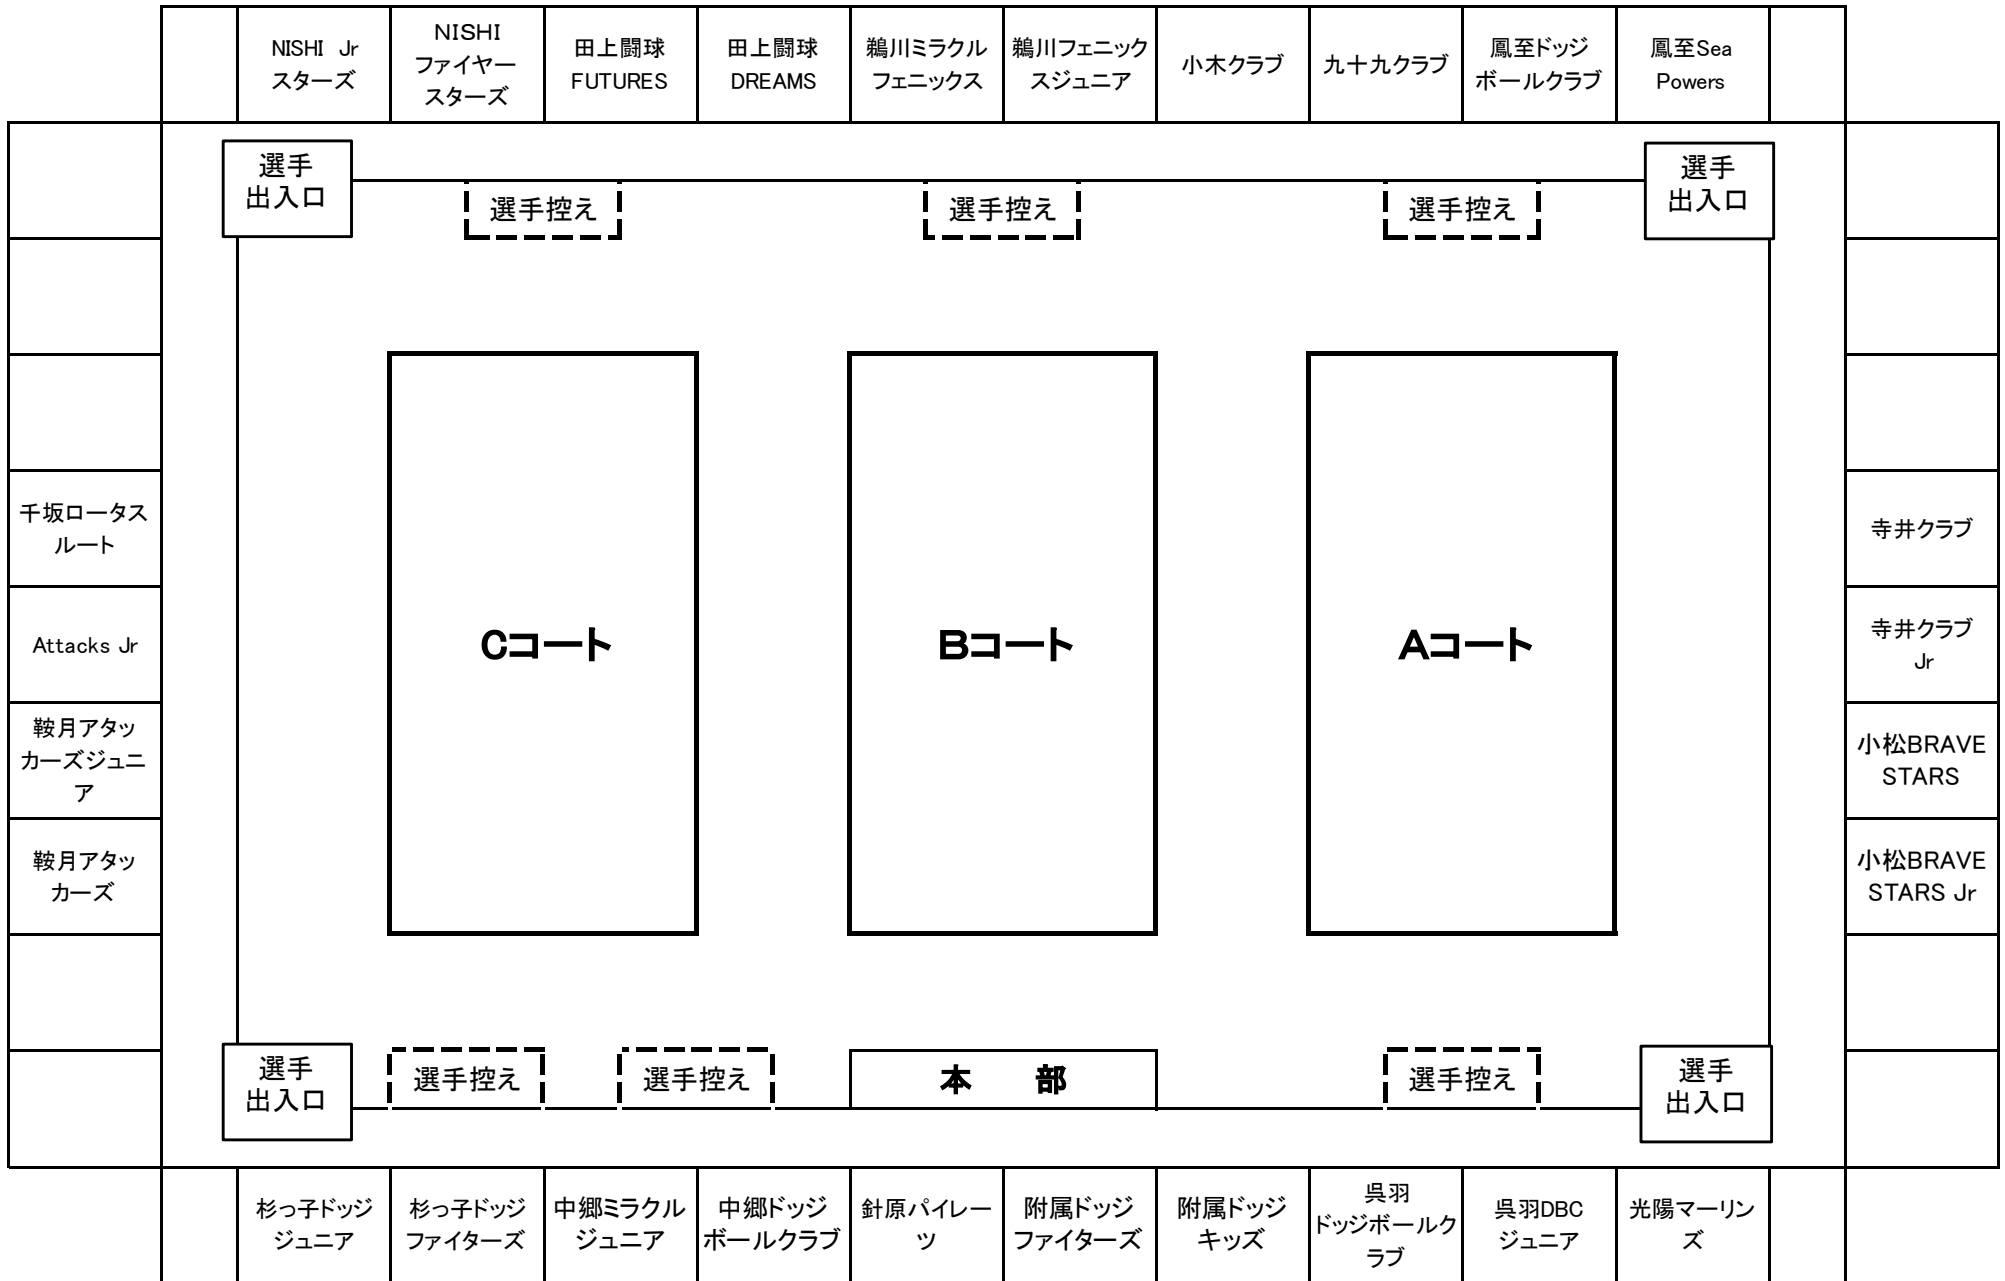 NISHI Jr
スターズ
NISHI
ファイヤー
スターズ
田上闘球
FUTURES
田上闘球
DREAMS
鵜川ミラクル
フェニックス
鵜川フェニック
スジュニア
小木クラブ
九十九クラブ
鳳至ドッジ
ボールクラブ
鳳至Sea
Powers
選手
出入口
選手控え
選手控え
選手控え
選手
出入口
千坂ロータス
ルート
Attacks Jr
鞍月アタッ
カーズジュニ
ア
鞍月アタッ
カーズ
Cコート
Bコート
Aコート
寺井クラブ
寺井クラブ
Jr
小松BRAVE
STARS
小松BRAVE
STARS Jr
選手
出入口
選手控え
選手控え
本 部
選手控え
選手
出入口
杉っ子ドッジ
ジュニア
杉っ子ドッジ
ファイターズ
中郷ミラクル
ジュニア
中郷ドッジ
ボールクラブ
針原パイレー
ツ
附属ドッジ
ファイターズ
附属ドッジ
キッズ
呉羽
ドッジボールク
ラブ
呉羽DBC
ジュニア
光陽マーリン
ズ